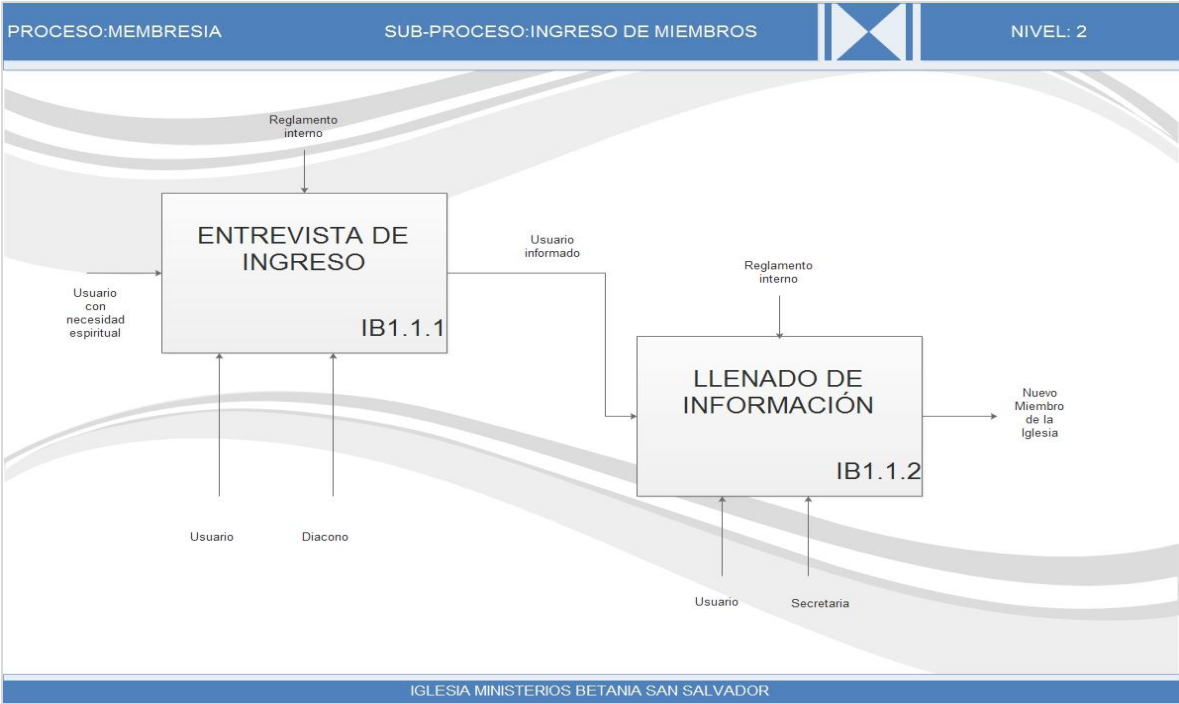 PROCESO:MEMBRESIA
SUB-PROCESO:INGRESO DE MIEMBROS
NIVEL: 2
Reglamento
interno
ENTREVISTA DE
INGRESO
IB1.1.1
Usuario
con
necesidad
espiritual
Usuario
informado
Usuario
Diacono
Reglamento
interno
LLENADO DE
INFORMACIÓN
IB1.1.2
Nuevo
Miembro
de la
Iglesia
Usuario
Secretaria
IGLESIA MINISTERIOS BETANIA SAN SALVADOR